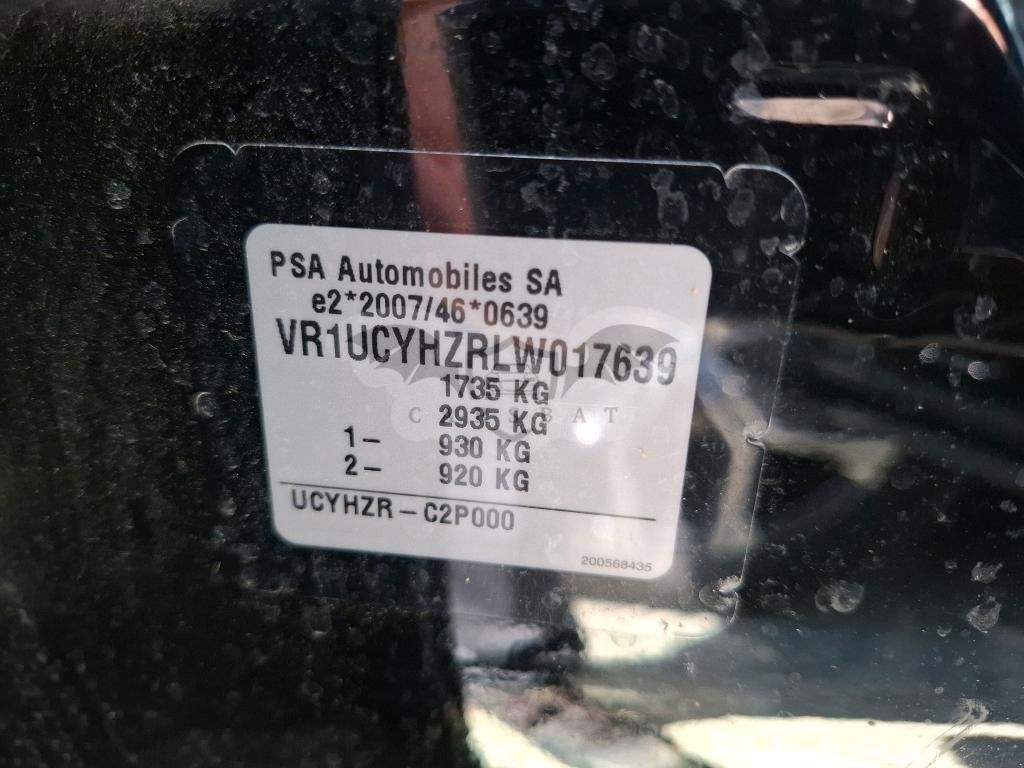 PSA Automobiles SA
e2*2007/46*0639
VR1UCYHZRLW017639
1735 KG
2935 KG
1- 930 KG
2- 920 KG
UCYHZR - C2P000
200568435